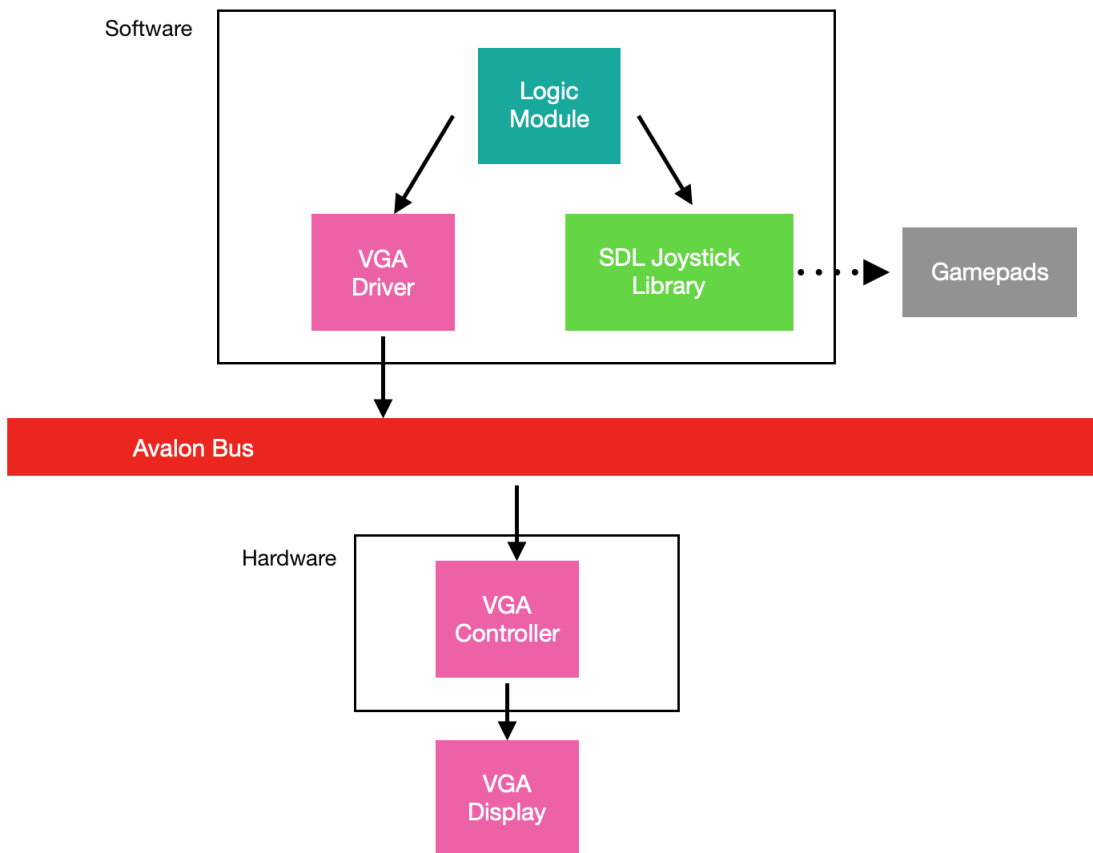 Software
Logic
Module
VGA
Driver
SDL Joystick
Library
Gamepads
Avalon Bus
Hardware
VGA
Controller
VGA
Display